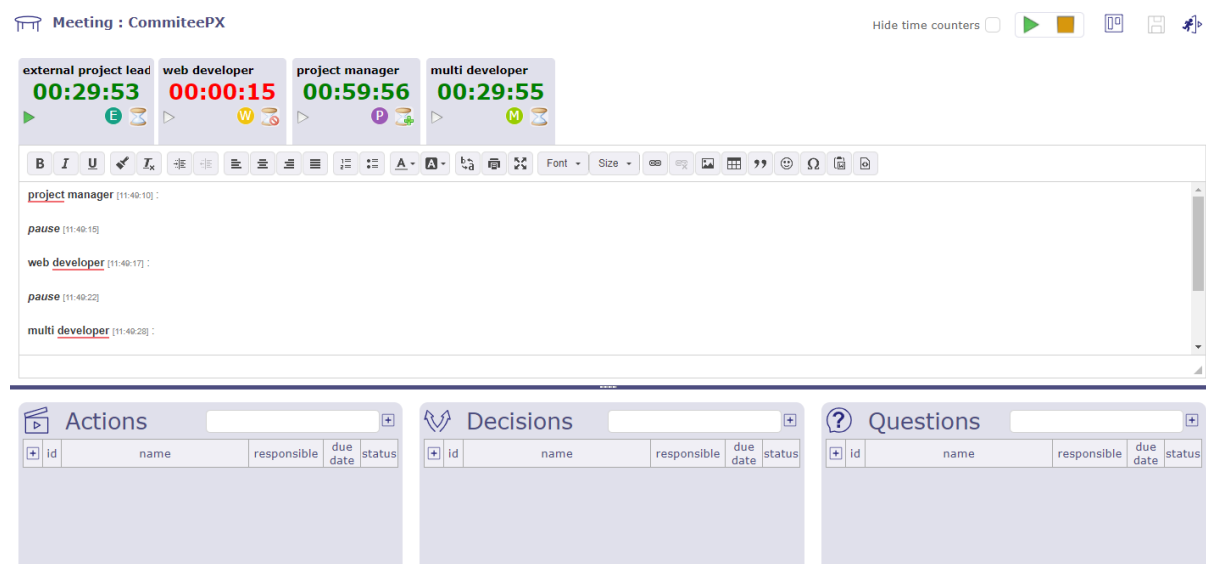 Meeting : CommiteePX
Hide time counters
external project lead
web developer
project manager
multi developer
00:29:53
00:00:15
00:59:56
00:29:55
E
W
P
M
B I U Font Size
project manager [11:49:10] :
pause [11:49:15]
web developer [11:49:17] :
pause [11:49:22]
multi developer [11:49:28] :
Actions
id name responsible due date status
Decisions
id name responsible due date status
Questions
id name responsible due date status